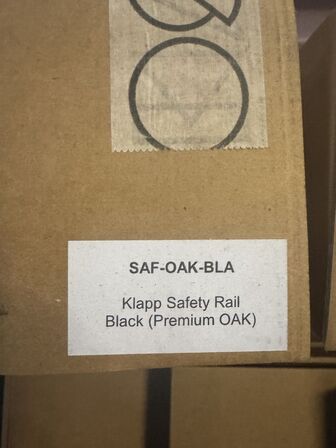 SAF-OAK-BLA
Klapp Safety Rail
Black (Premium OAK)